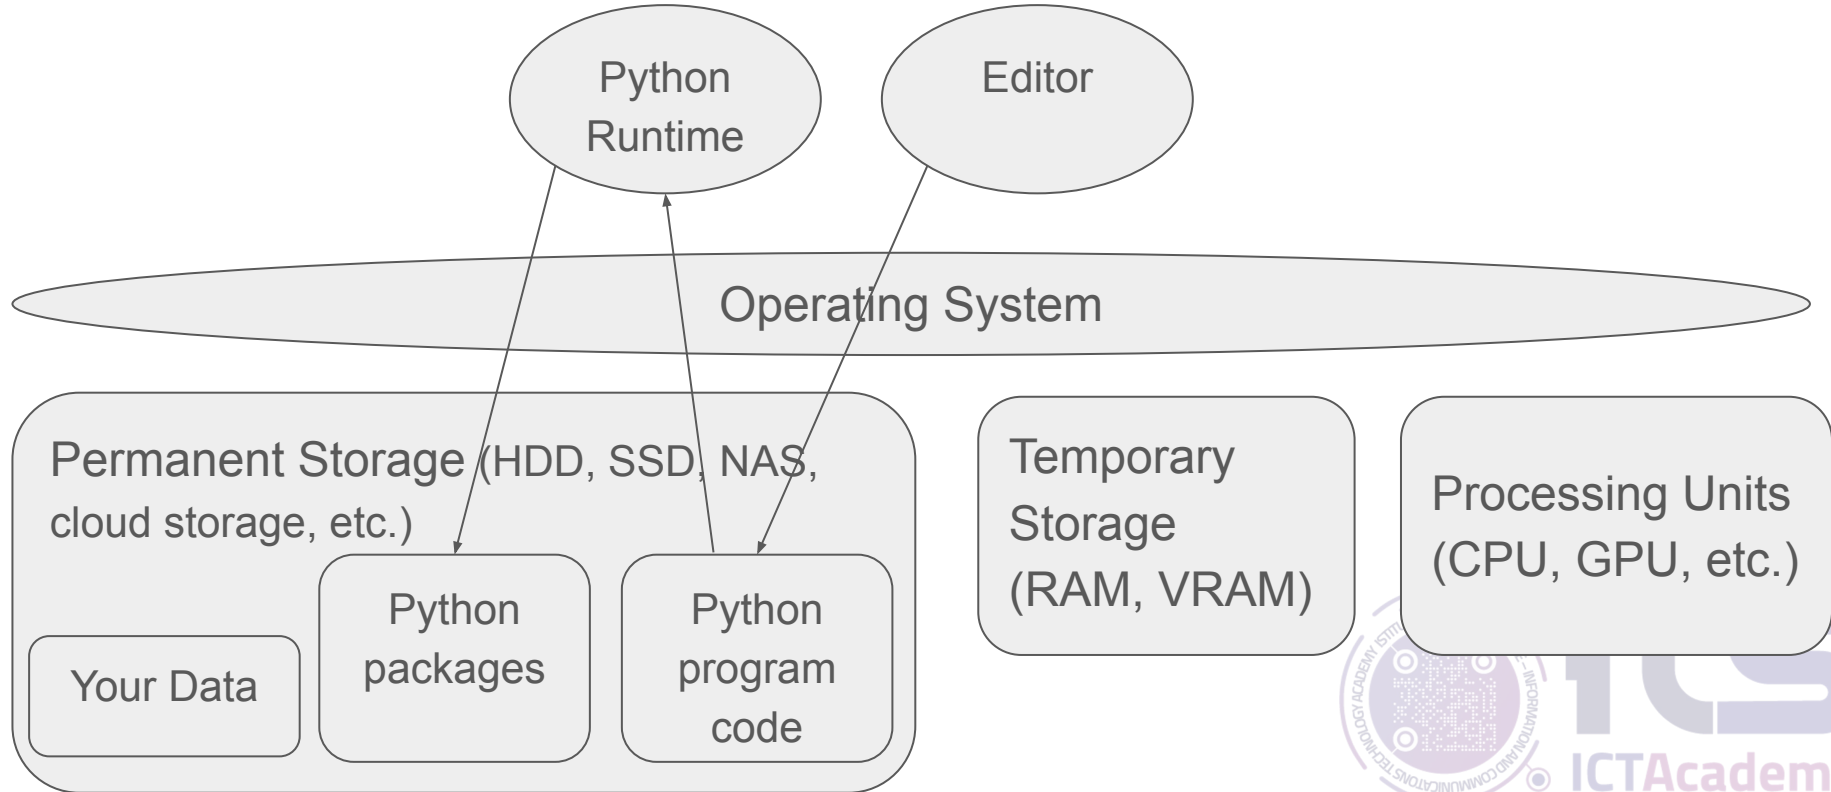 Python
Runtime
Editor
Operating System
Permanent Storage (HDD, SSD, NAS,
cloud storage, etc.)
Your Data
Python
packages
Python
program
code
Temporary
Storage
(RAM, VRAM)
Processing Units
(CPU, GPU, etc.)
ICTAcadem